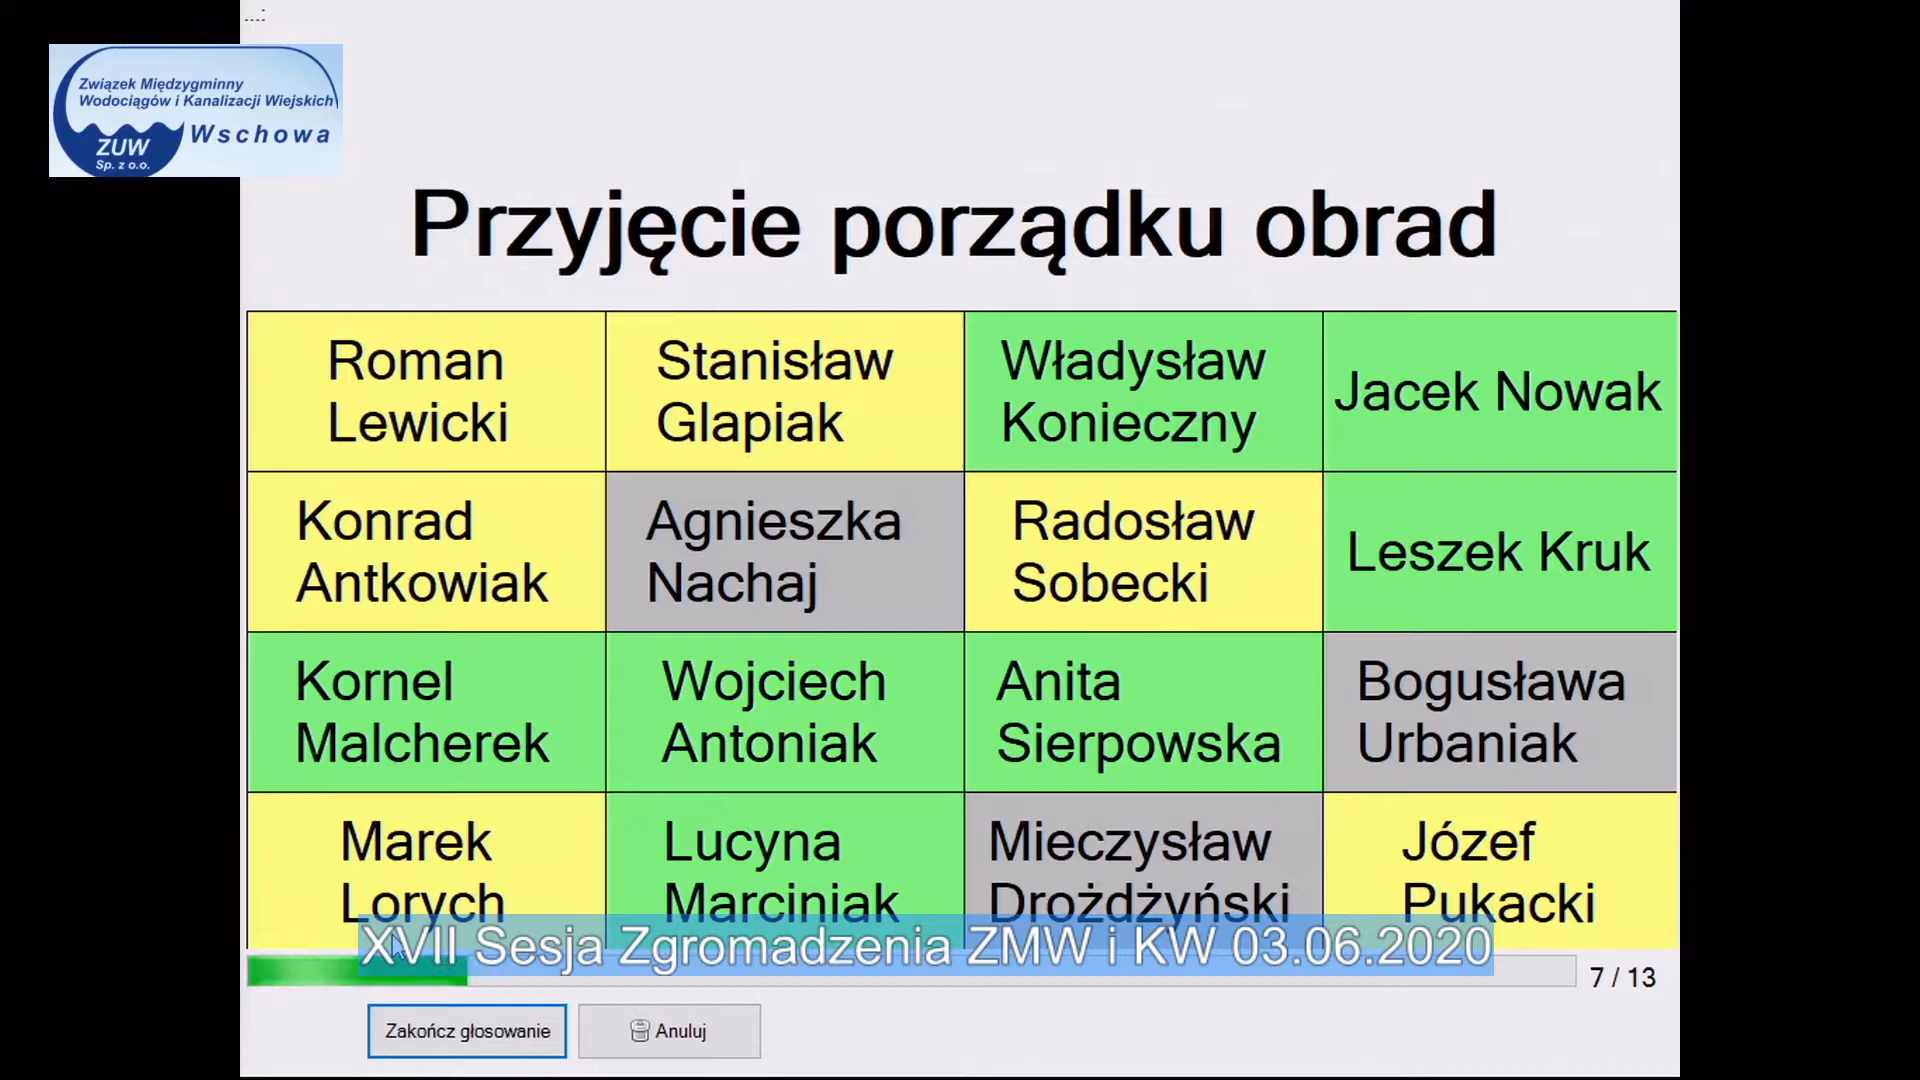 ...:
Związek Międzygminny
Wodociągów i Kanalizacji Wiejskich
Wschowa
ZUW
Sp. z o.o.
Przyjęcie porządku obrad
Roman
Lewicki
Stanisław
Glapiak
Władysław
Konieczny
Jacek Nowak
Konrad
Antkowiak
Agnieszka
Nachaj
Radosław
Sobecki
Leszek Kruk
Kornel
Malcherek
Wojciech
Antoniak
Anita
Sierpowska
Bogusława
Urbaniak
Marek
Lorych
Lucyna
Marciniak
Mieczysław
Drożdżyński
Józef
Pukacki
XVII Sesja Zgromadzenia ZMW i KW 03.06.2020
7 / 13
Zakończ głosowanie
Anuluj